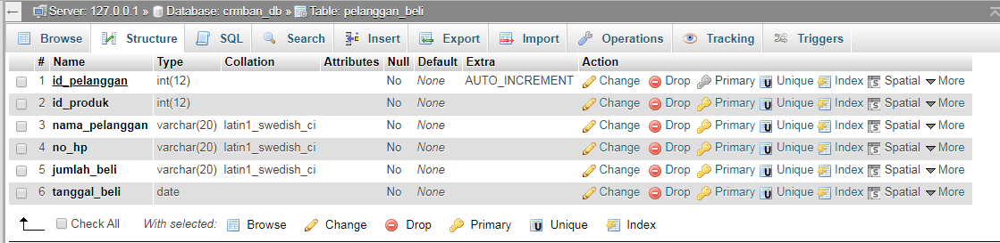 Server: 127.0.0.1 » Database: crmban_db » Table: pelanggan_beli
Browse Structure SQL Search Insert Export Import Operations Tracking Triggers
# Name Type Collation Attributes Null Default Extra Action
1 id_pelanggan int(12) No None AUTO_INCREMENT Change Drop Primary Unique Index Spatial More
2 id_produk int(12) No None Change Drop Primary Unique Index Spatial More
3 nama_pelanggan varchar(20) latin1_swedish_ci No None Change Drop Primary Unique Index Spatial More
4 no_hp varchar(20) latin1_swedish_ci No None Change Drop Primary Unique Index Spatial More
5 jumlah_beli varchar(20) latin1_swedish_ci No None Change Drop Primary Unique Index Spatial More
6 tanggal_beli date No None Change Drop Primary Unique Index Spatial More
Check All With selected: Browse Change Drop Primary Unique Index